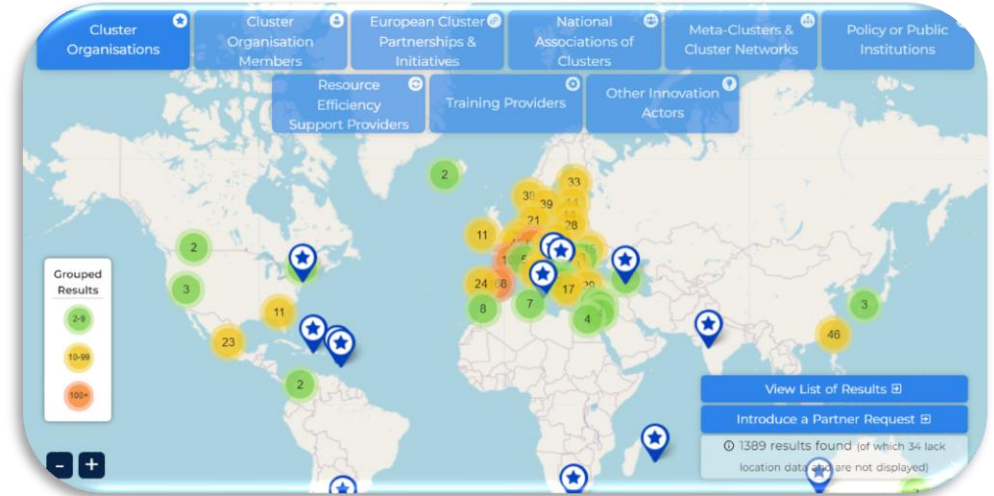 Cluster
Organisations
Cluster
Organisation
Members
European Cluster
Partnerships &
Initiatives
National
Associations of
Clusters
Meta-Clusters &
Cluster Networks
Policy or Public
Institutions
Resource
Efficiency
Support Providers
Training Providers
Other Innovation
Actors
2
33
38
39
21
28
11
2
3
11
23
2
24
68
8
7
17
4
3
46
Grouped
Results
2-9
10-99
100+
- +
View List of Results
Introduce a Partner Request
1389 results found (of which 34 lack
location data and are not displayed)